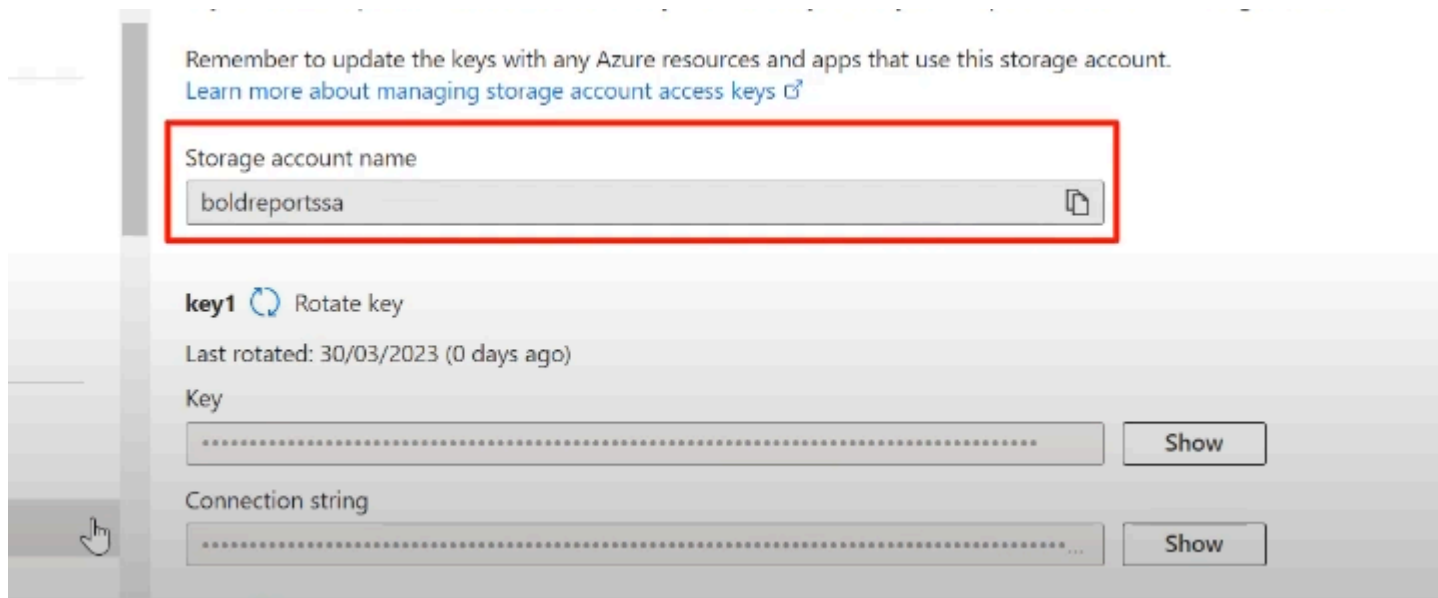 Remember to update the keys with any Azure resources and apps that use this storage account.
Learn more about managing storage account access keys
Storage account name
boldreportssa
key1 Rotate key
Last rotated: 30/03/2023 (0 days ago)
Key
Show
Connection string
Show